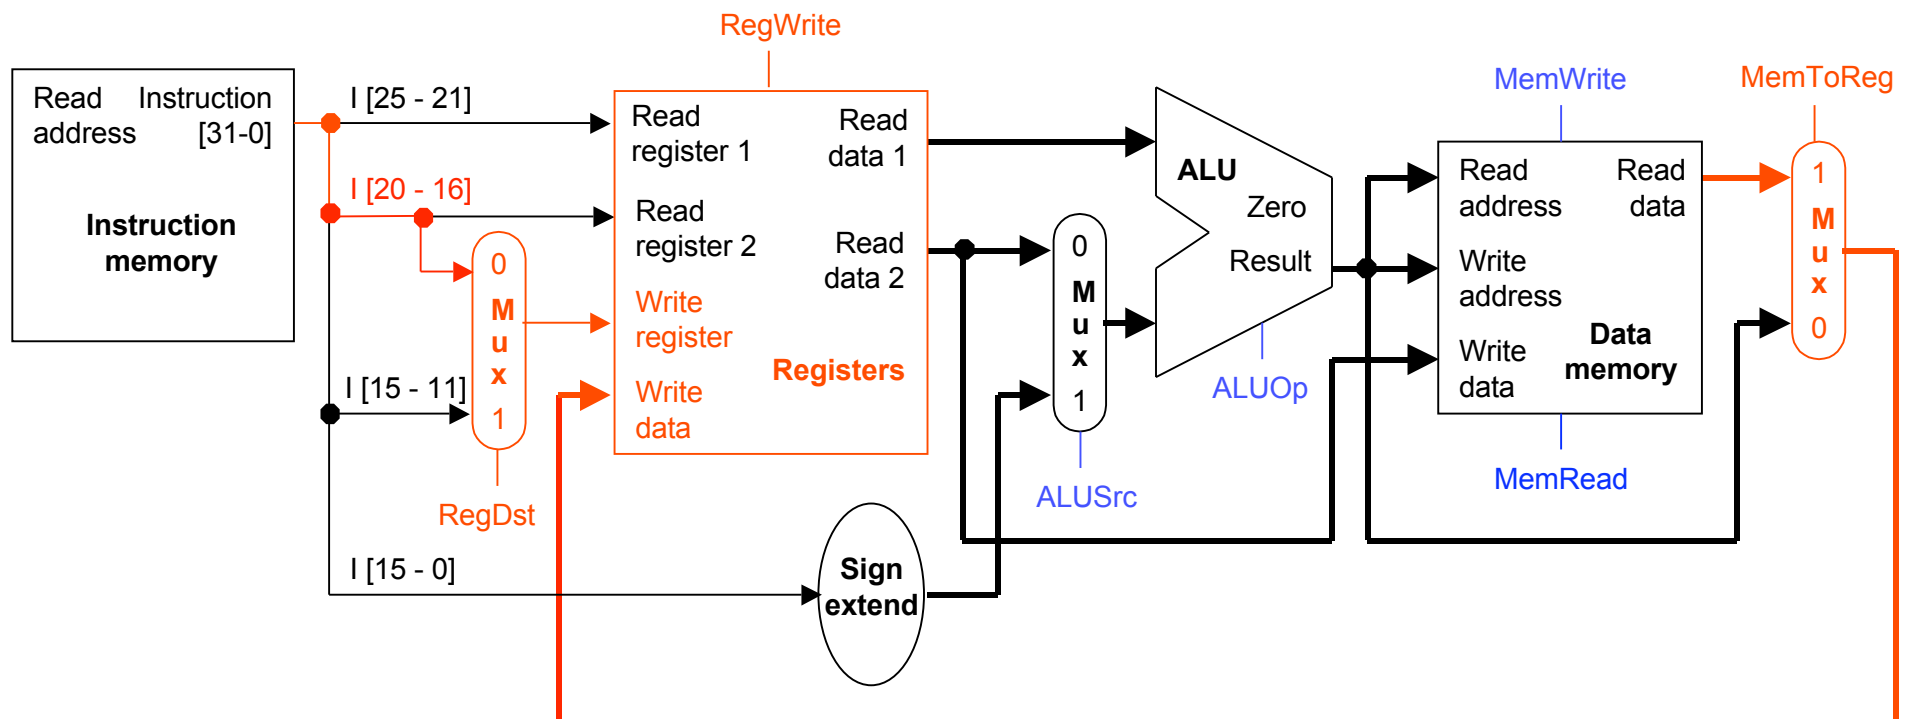 RegWrite
MemWrite
MemToReg
Read Instruction
address [31-0]
Instruction
memory
I [25 - 21]
I [20 - 16]
I [15 - 11]
I [15 - 0]
0
M
u
x
1
RegDst
Read
register 1
Read
data 1
Read
register 2
Read
data 2
Write
register
Registers
Write
data
Sign
extend
0
M
u
x
1
ALUSrc
ALU
Zero
Result
ALUOp
Read
address
Read
data
Write
address
Write
data
Data
memory
MemRead
1
M
u
x
0